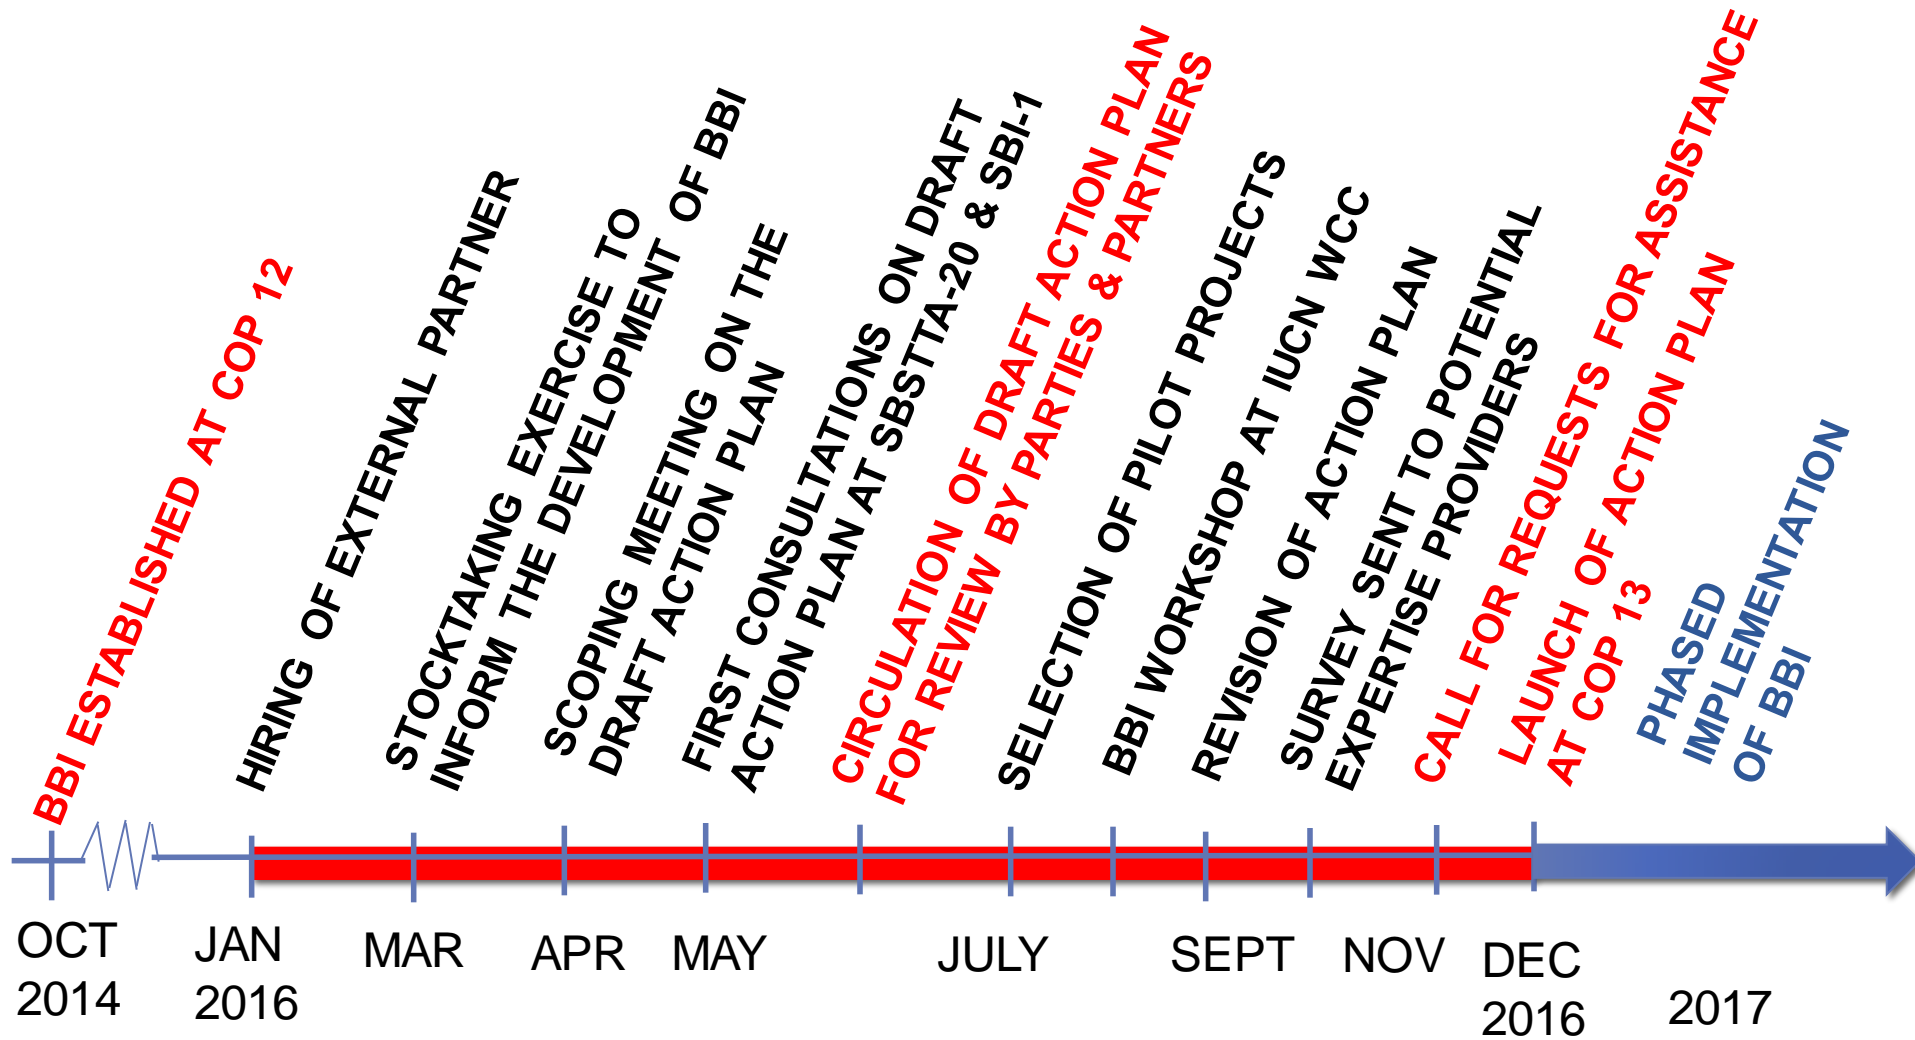 BBI ESTABLISHED AT COP 12
HIRING OF EXTERNAL PARTNER
STOCKTAKING EXERCISE TO
INFORM THE DEVELOPMENT OF BBI
SCOPING MEETING ON THE
DRAFT ACTION PLAN
FIRST CONSULTATIONS ON DRAFT
ACTION PLAN AT SBSTTA-20 & SBI-1
CIRCULATION OF DRAFT ACTION PLAN
FOR REVIEW BY PARTIES & PARTNERS
SELECTION OF PILOT PROJECTS
BBI WORKSHOP AT IUCN WCC
REVISION OF ACTION PLAN
SURVEY SENT TO POTENTIAL
EXPERTISE PROVIDERS
CALL FOR REQUESTS FOR ASSISTANCE
LAUNCH OF ACTION PLAN
AT COP 13
PHASED
IMPLEMENTATION
OF BBI
OCT
2014
JAN
2016
MAR
APR
MAY
JULY
SEPT
NOV
DEC
2016
2017